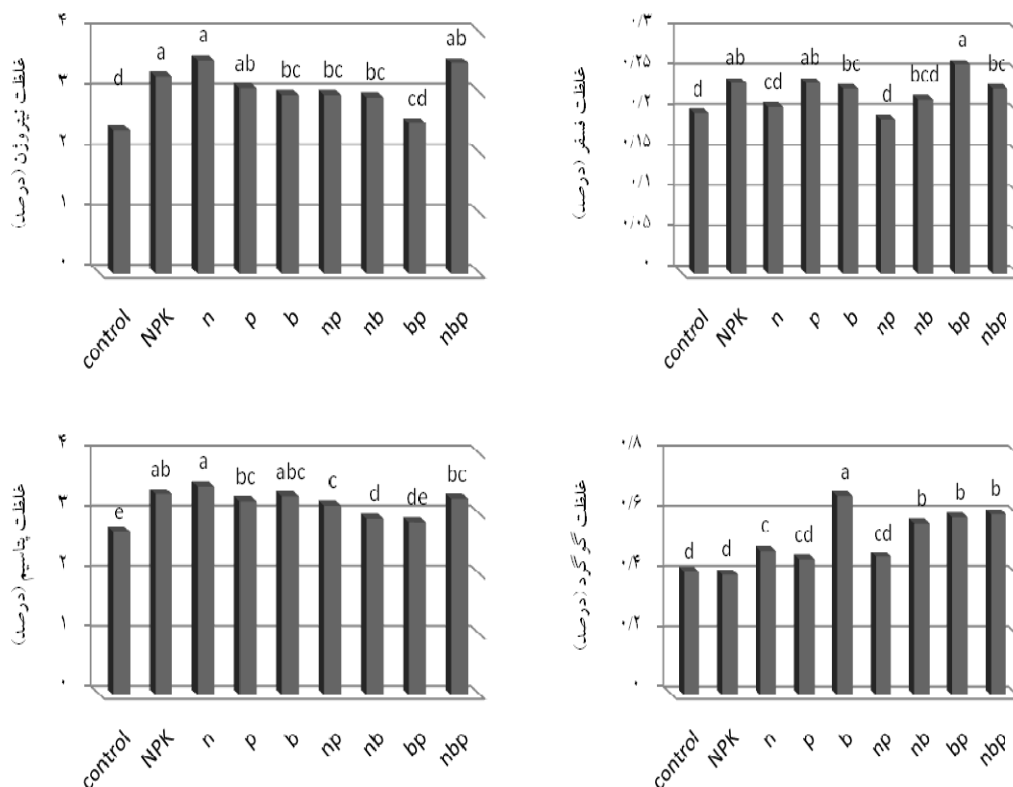 غلظت نیتروژن (درصد)
۴
۳
۲
۱
۰
d
a
a
ab
bc
bc
bc
cd
ab
control
NPK
n
p
b
np
nb
bp
nbp
غلظت فسفر (درصد)
۰/۳
۰/۲۵
۰/۲
۰/۱۵
۰/۱
۰/۰۵
۰
d
ab
cd
ab
bc
d
bcd
a
bc
control
NPK
n
p
b
np
nb
bp
nbp
غلظت پتاسیم (درصد)
۴
۳
۲
۱
۰
e
ab
a
bc
abc
c
d
de
bc
control
NPK
n
p
b
np
nb
bp
nbp
غلظت گوگرد (درصد)
۰/۸
۰/۶
۰/۴
۰/۲
۰
d
d
c
cd
a
cd
b
b
b
control
NPK
n
p
b
np
nb
bp
nbp